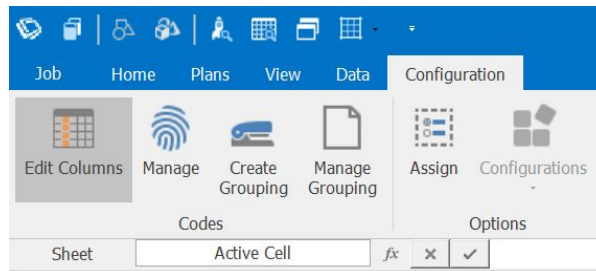 Job Home Plans View Data Configuration
Edit Columns Manage Create Grouping Manage Grouping Assign Configurations
Codes Options
Sheet Active Cell fx